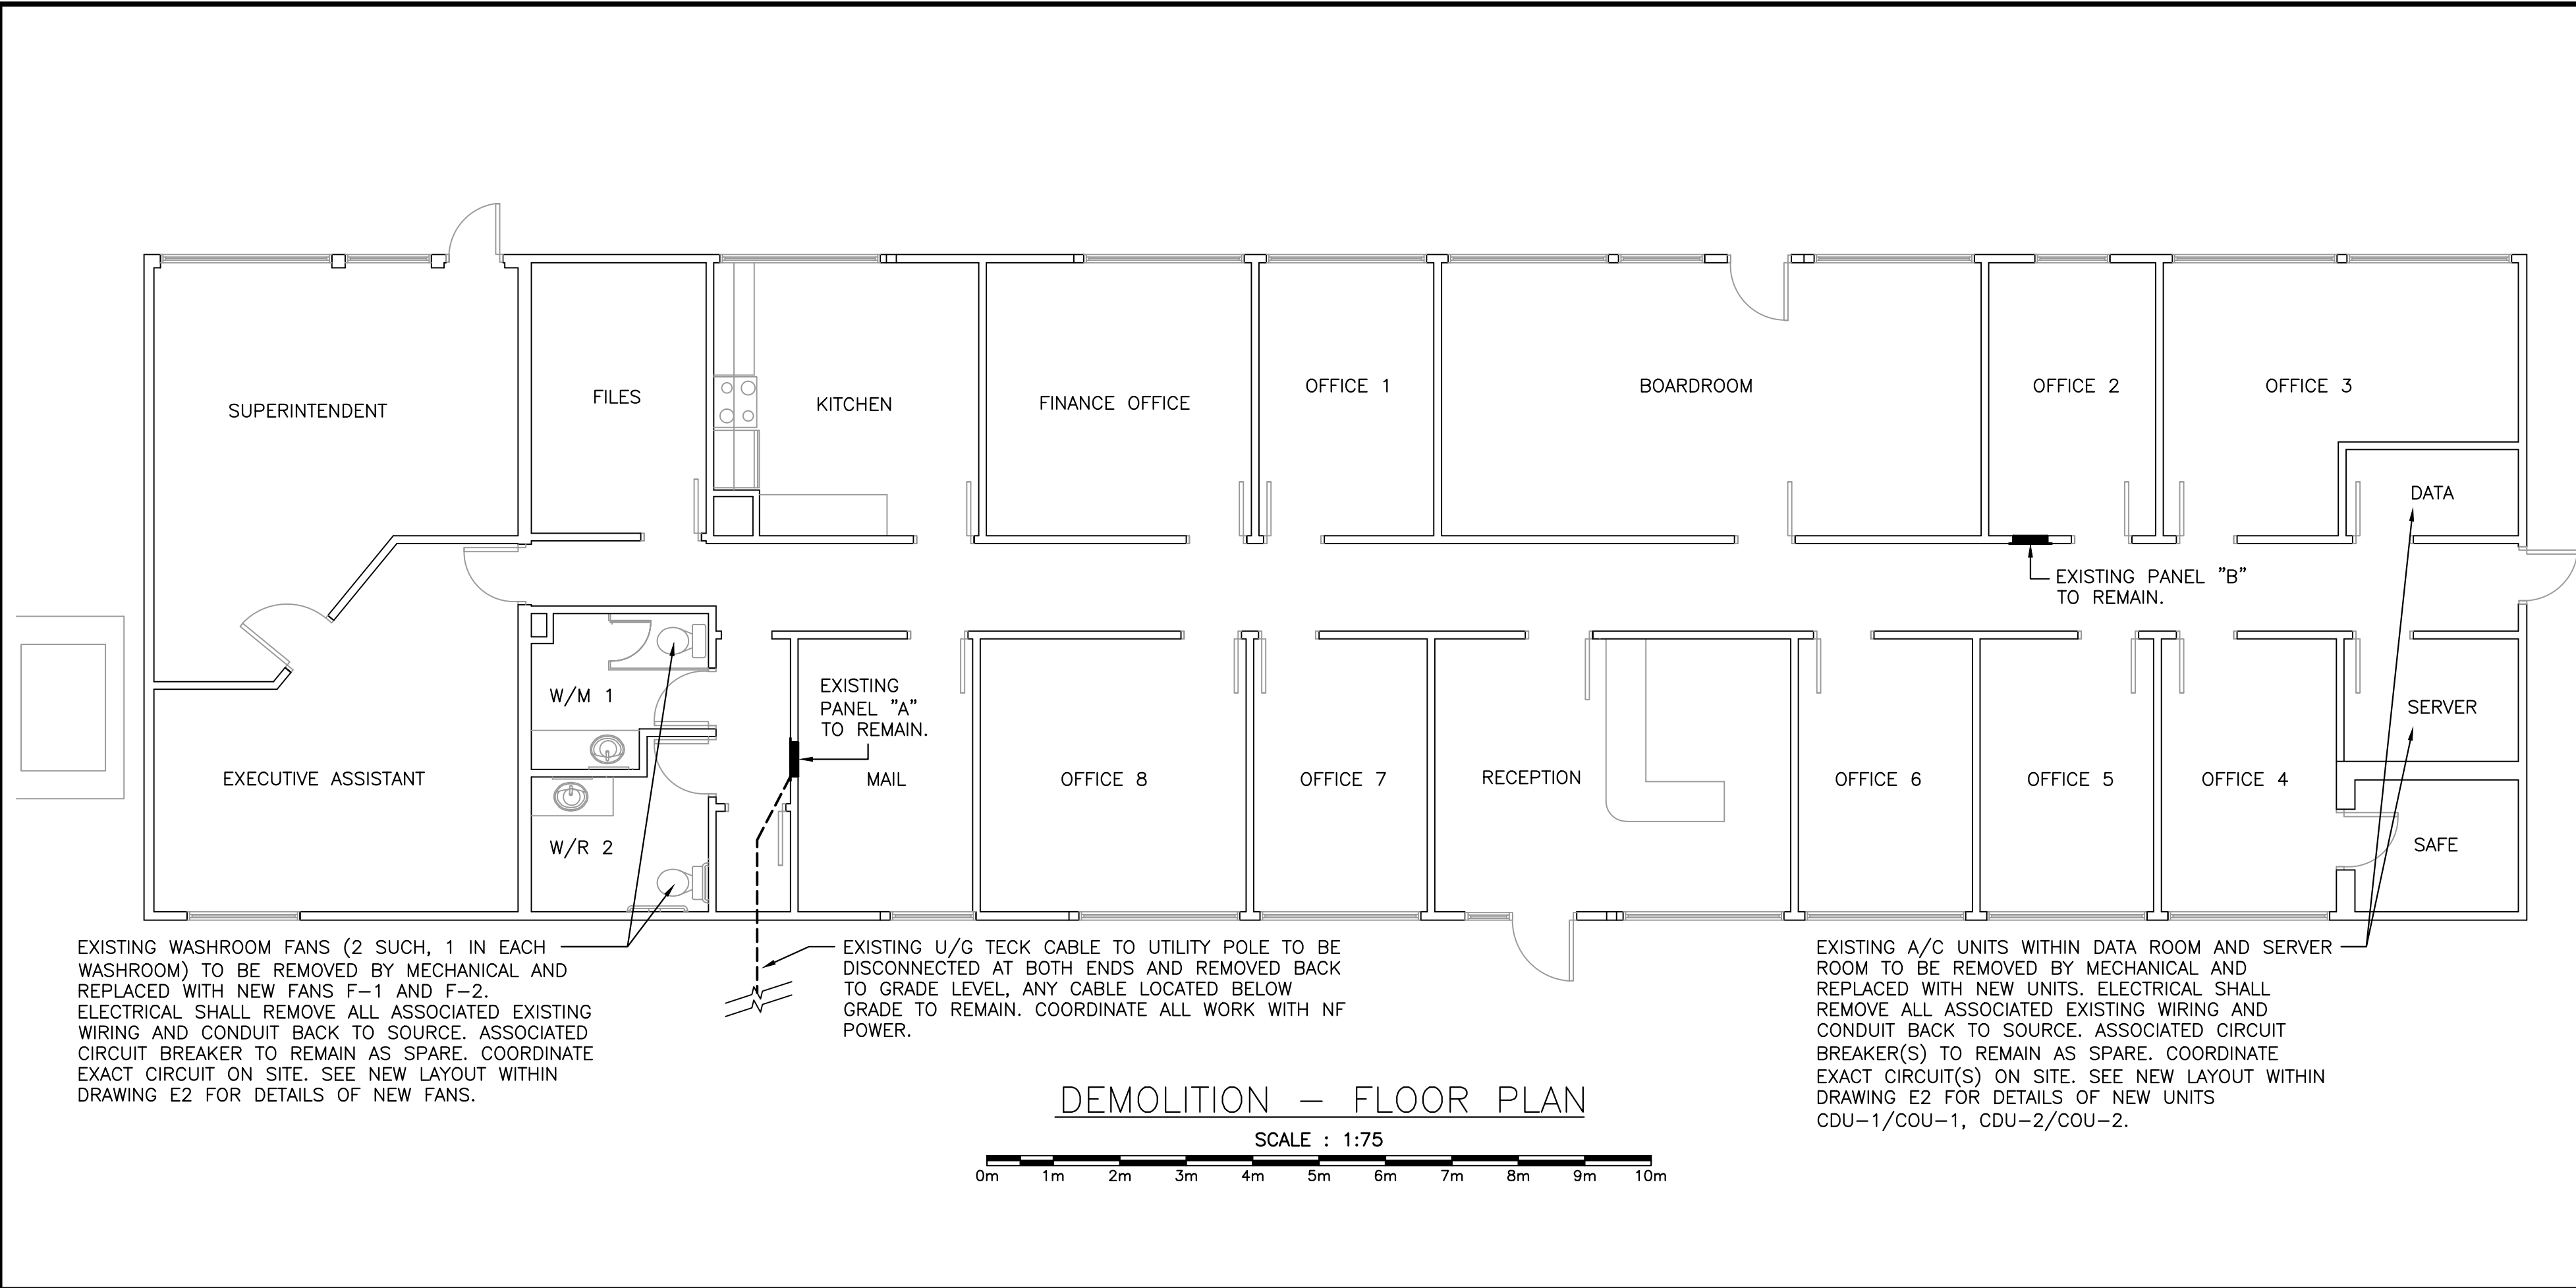 SUPERINTENDENT
FILES
KITCHEN
FINANCE OFFICE
OFFICE 1
BOARDROOM
OFFICE 2
OFFICE 3
DATA
EXISTING PANEL "B"
TO REMAIN.
W/M 1
EXISTING
PANEL "A"
TO REMAIN.
SERVER
EXECUTIVE ASSISTANT
MAIL
OFFICE 8
OFFICE 7
RECEPTION
OFFICE 6
OFFICE 5
OFFICE 4
W/R 2
SAFE
EXISTING WASHROOM FANS (2 SUCH, 1 IN EACH
WASHROOM) TO BE REMOVED BY MECHANICAL AND
REPLACED WITH NEW FANS F-1 AND F-2.
ELECTRICAL SHALL REMOVE ALL ASSOCIATED EXISTING
WIRING AND CONDUIT BACK TO SOURCE. ASSOCIATED
CIRCUIT BREAKER TO REMAIN AS SPARE. COORDINATE
EXACT CIRCUIT ON SITE. SEE NEW LAYOUT WITHIN
DRAWING E2 FOR DETAILS OF NEW FANS.
EXISTING U/G TECK CABLE TO UTILITY POLE TO BE
DISCONNECTED AT BOTH ENDS AND REMOVED BACK
TO GRADE LEVEL, ANY CABLE LOCATED BELOW
GRADE TO REMAIN. COORDINATE ALL WORK WITH NF
POWER.
EXISTING A/C UNITS WITHIN DATA ROOM AND SERVER
ROOM TO BE REMOVED BY MECHANICAL AND
REPLACED WITH NEW UNITS. ELECTRICAL SHALL
REMOVE ALL ASSOCIATED EXISTING WIRING AND
CONDUIT BACK TO SOURCE. ASSOCIATED CIRCUIT
BREAKER(S) TO REMAIN AS SPARE. COORDINATE
EXACT CIRCUIT(S) ON SITE. SEE NEW LAYOUT WITHIN
DRAWING E2 FOR DETAILS OF NEW UNITS
CDU-1/COU-1, CDU-2/COU-2.
DEMOLITION - FLOOR PLAN
SCALE : 1:75
0m 1m 2m 3m 4m 5m 6m 7m 8m 9m 10m